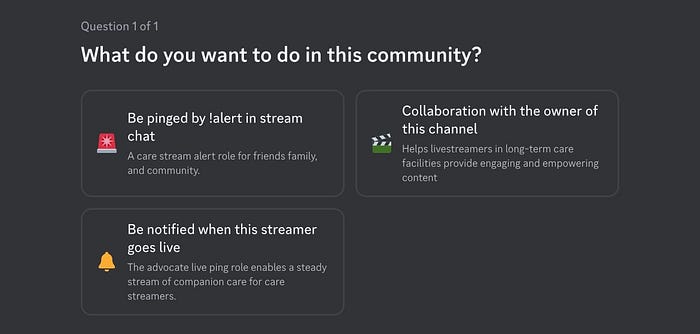 Question 1 of 1
What do you want to do in this community?
Be pinged by !alert in stream
chat
A care stream alert role for friends family,
and community.
Collaboration with the owner of
this channel
Helps livestreamers in long-term care
facilities provide engaging and empowering
content
Be notified when this streamer
goes live
The advocate live ping role enables a steady
stream of companion care for care
streamers.